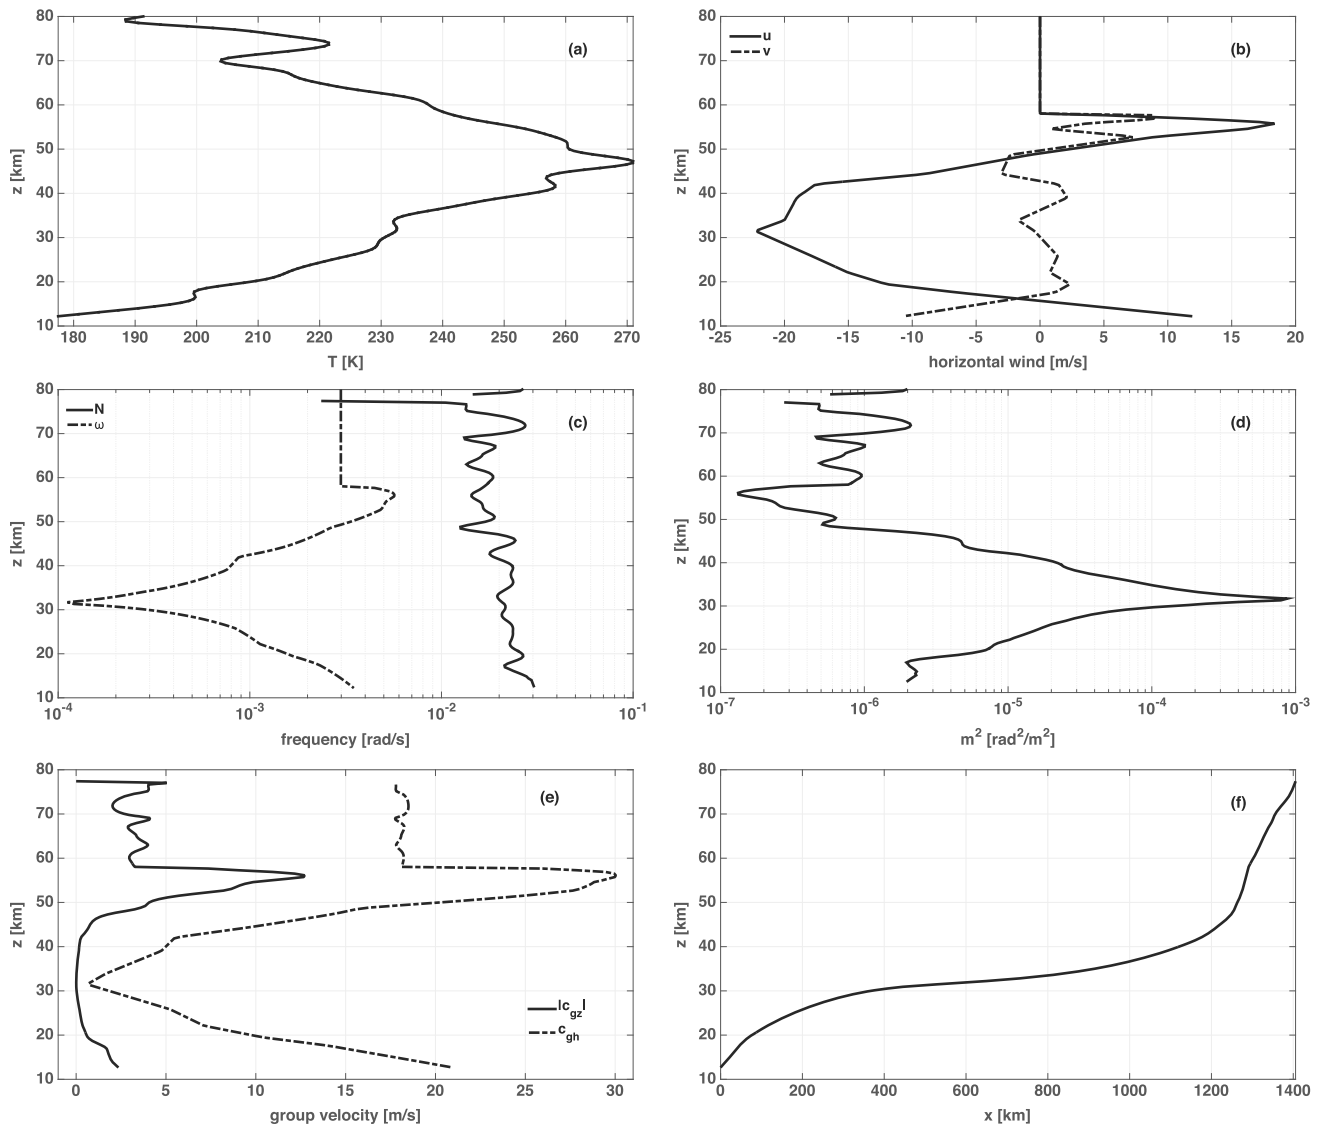 80
70
60
50
40
30
20
10
z [km]
(a)
180 190 200 210 220 230 240 250 260 270
T [K]
80
70
60
50
40
30
20
10
z [km]
u
v
(b)
-25 -20 -15 -10 -5 0 5 10 15 20
horizontal wind [m/s]
80
70
60
50
40
30
20
10
z [km]
N
ω
(c)
10^-4 10^-3 10^-2 10^-1
frequency [rad/s]
80
70
60
50
40
30
20
10
z [km]
(d)
10^-7 10^-6 10^-5 10^-4 10^-3
m² [rad²/m²]
80
70
60
50
40
30
20
10
z [km]
(e)
|c_gz|
c_gh
0 5 10 15 20 25 30
group velocity [m/s]
80
70
60
50
40
30
20
10
z [km]
(f)
0 200 400 600 800 1000 1200 1400
x [km]